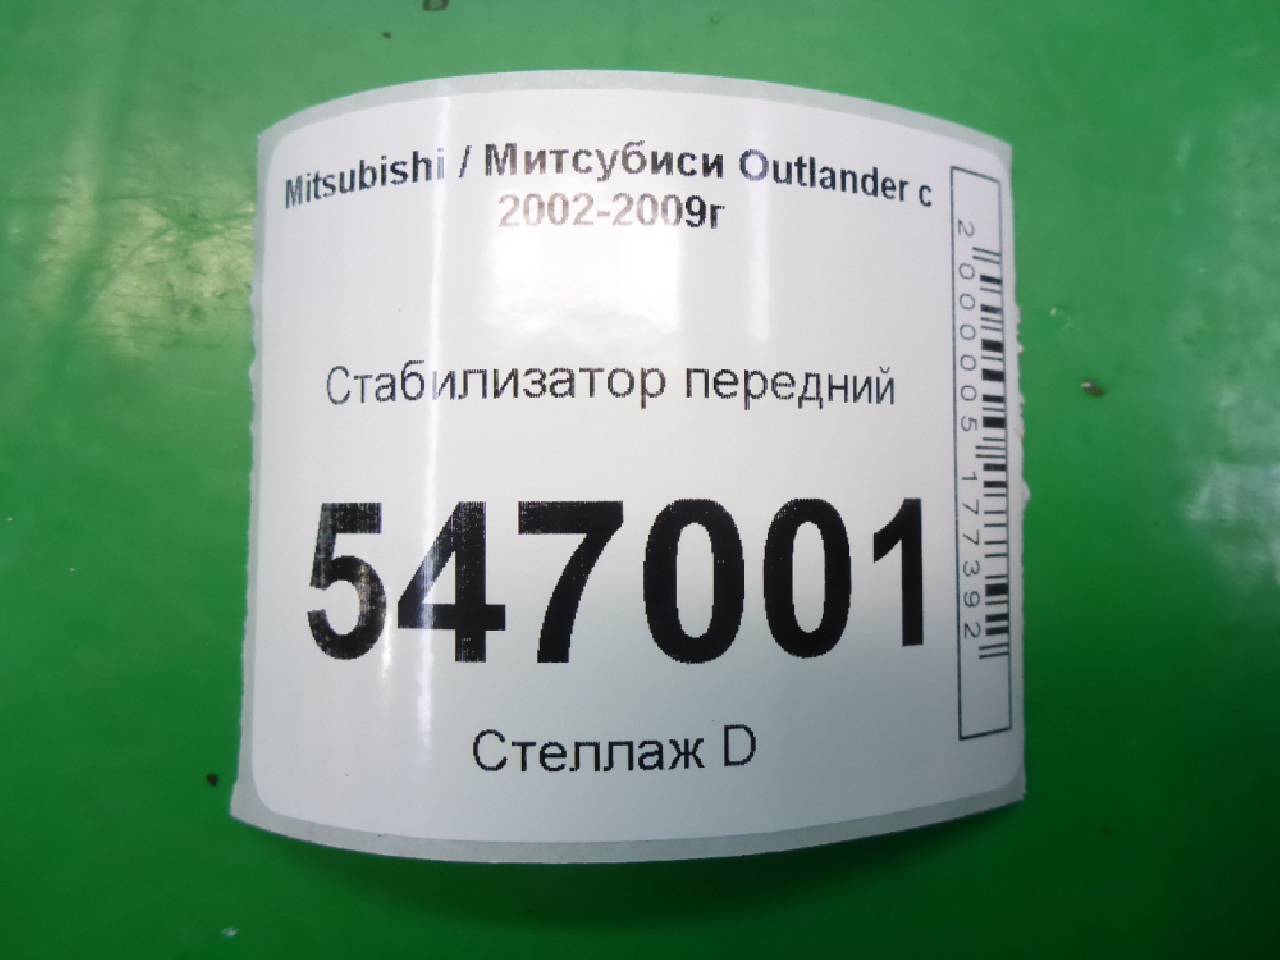 Mitsubishi / Митсубиси Outlander с
2002-2009г
Стабилизатор передний
547001
Стеллаж D
2000005177392